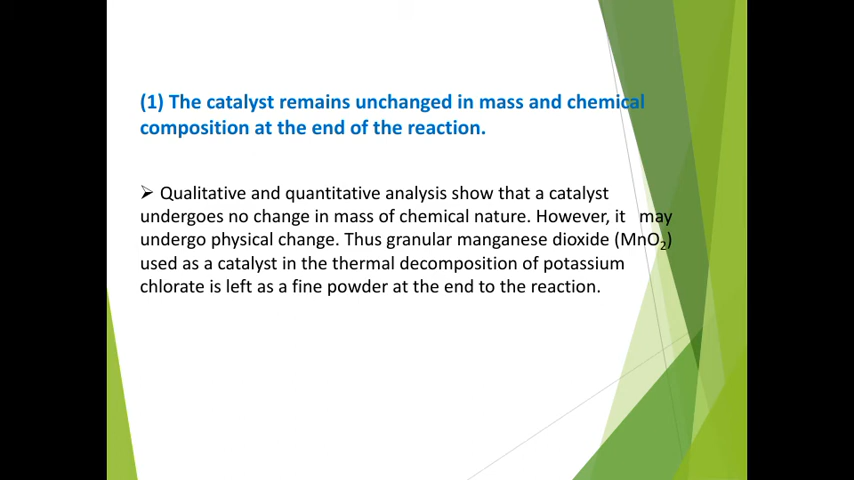 (1) The catalyst remains unchanged in mass and chemical
composition at the end of the reaction.
➢ Qualitative and quantitative analysis show that a catalyst
undergoes no change in mass of chemical nature. However, it may
undergo physical change. Thus granular manganese dioxide (MnO₂)
used as a catalyst in the thermal decomposition of potassium
chlorate is left as a fine powder at the end to the reaction.